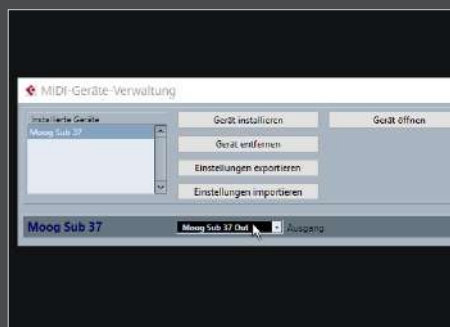 MIDI-Geräte-Verwaltung
Installierte Geräte
Moog Sub 37
Gerät installieren
Gerät öffnen
Gerät entfernen
Einstellungen exportieren
Einstellungen importieren
Moog Sub 37
Moog Sub 37 Out
Ausgang